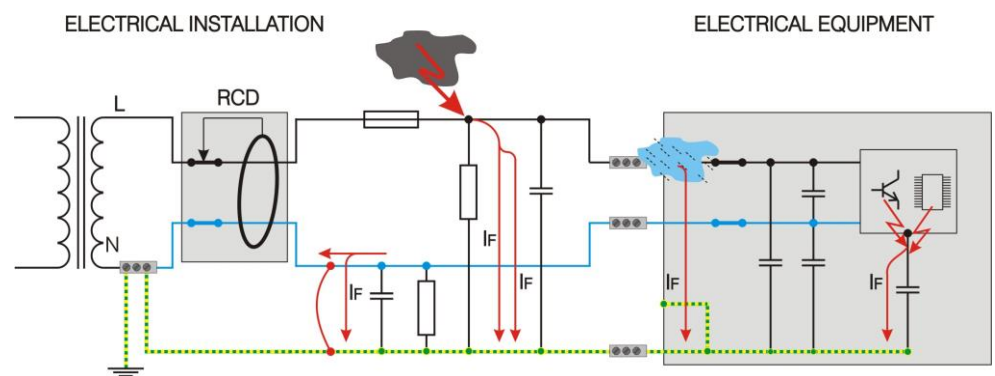 ELECTRICAL INSTALLATION
ELECTRICAL EQUIPMENT
L
RCD
N
IF
IF
IF
IF
IF